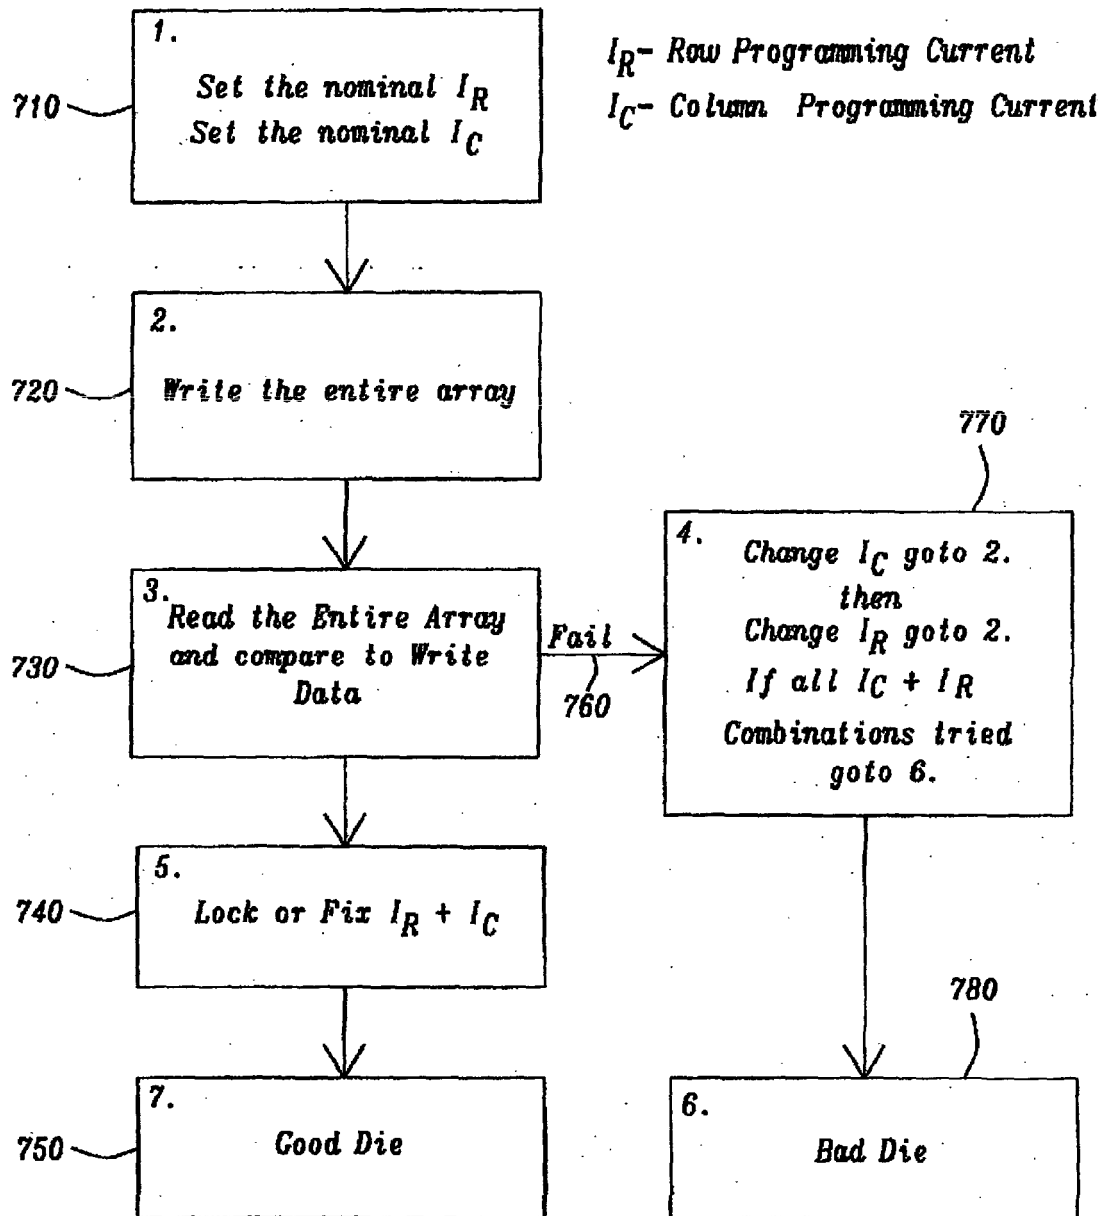 1.
710
Set the nominal I_R
Set the nominal I_C
I_R- Row Programming Current
I_C- Column Programming Current
2.
720
Write the entire array
3.
730
Read the Entire Array
and compare to Write
Data
Fail
760
770
4.
Change I_C goto 2.
then
Change I_R goto 2.
If all I_C + I_R
Combinations tried
goto 6.
5.
740
Lock or Fix I_R + I_C
7.
750
Good Die
780
6.
Bad Die